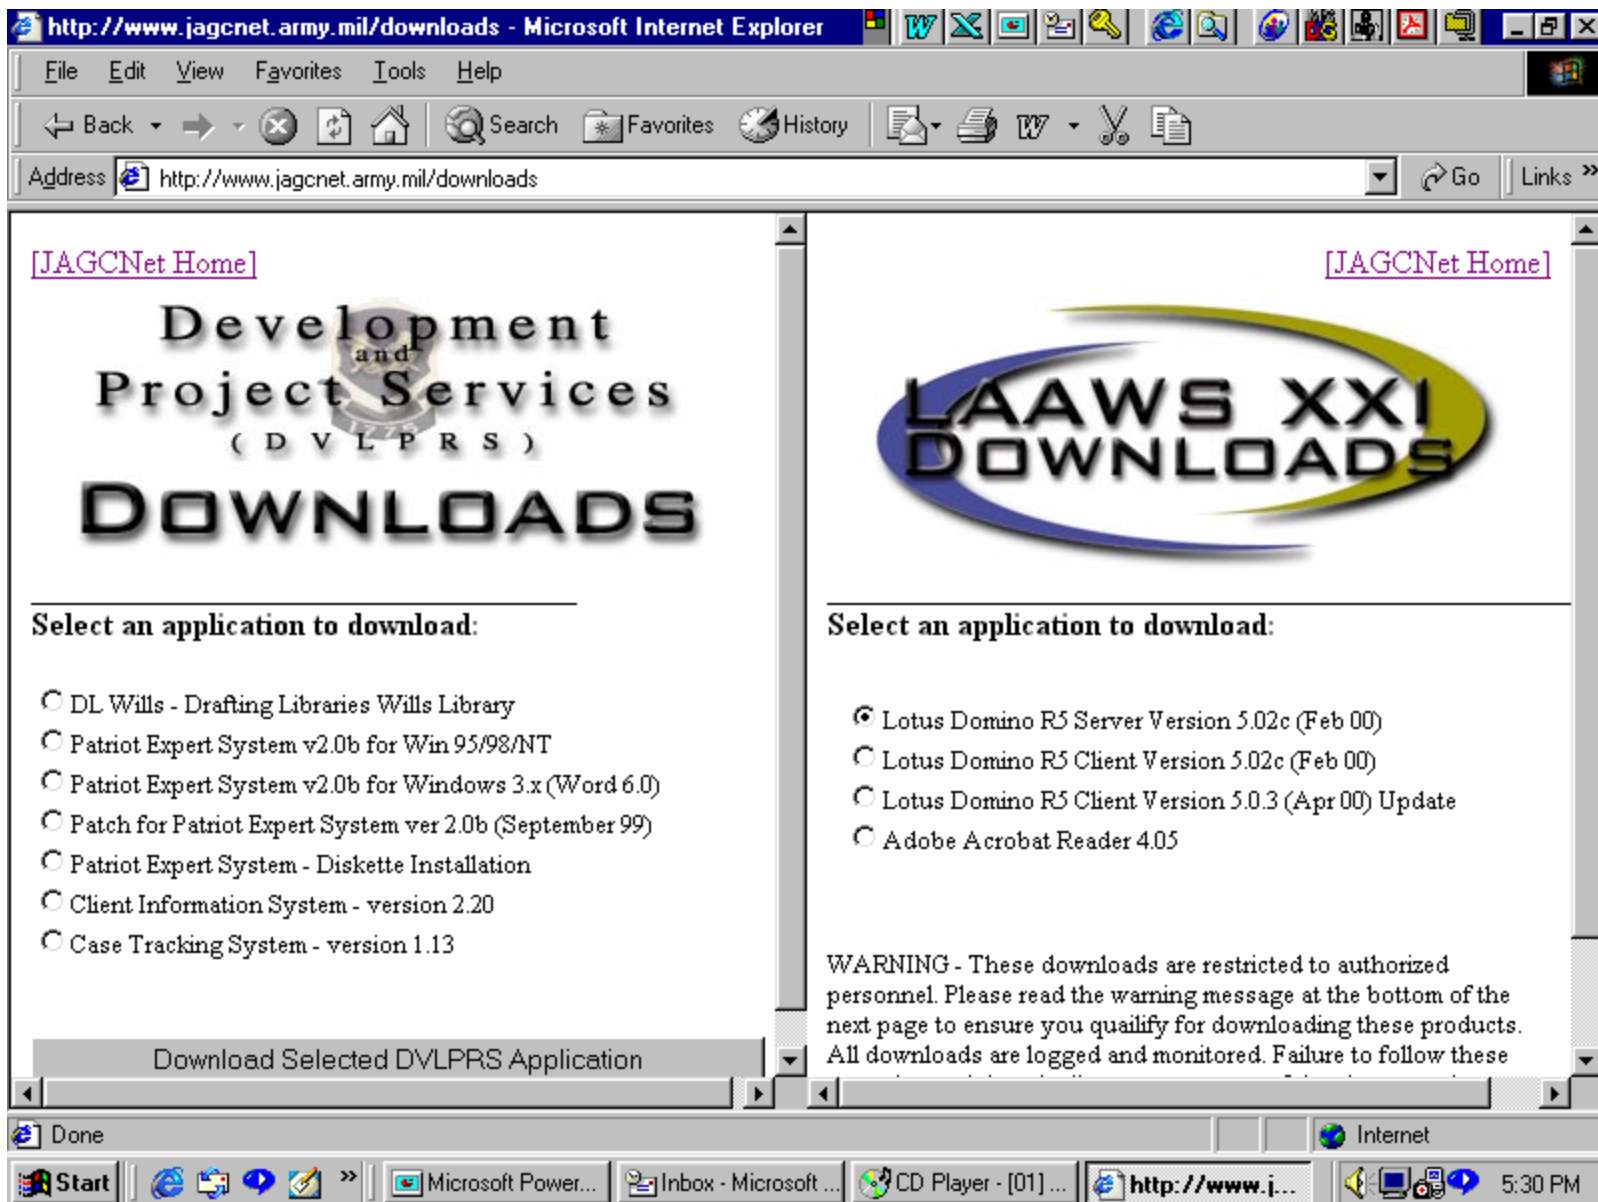 http://www.jagcnet.army.mil/downloads - Microsoft Internet Explorer
File Edit View Favorites Tools Help
Back Search Favorites History
Address http://www.jagcnet.army.mil/downloads Go Links »
[JAGCNet Home]
Development
and
Project Services
1775
(DVLPRS)
DOWNLOADS
Select an application to download:
DL Wills - Drafting Libraries Wills Library
Patriot Expert System v2.0b for Win 95/98/NT
Patriot Expert System v2.0b for Windows 3.x (Word 6.0)
Patch for Patriot Expert System ver 2.0b (September 99)
Patriot Expert System - Diskette Installation
Client Information System - version 2.20
Case Tracking System - version 1.13
Download Selected DVLPRS Application
[JAGCNet Home]
LAAWS XXI
DOWNLOADS
Select an application to download:
Lotus Domino R5 Server Version 5.02c (Feb 00)
Lotus Domino R5 Client Version 5.02c (Feb 00)
Lotus Domino R5 Client Version 5.0.3 (Apr 00) Update
Adobe Acrobat Reader 4.05
WARNING - These downloads are restricted to authorized
personnel. Please read the warning message at the bottom of the
next page to ensure you quailify for downloading these products.
All downloads are logged and monitored. Failure to follow these
Done Internet
Start » Microsoft Power... Inbox - Microsoft ... CD Player - [01] ... http://www.j... 5:30 PM